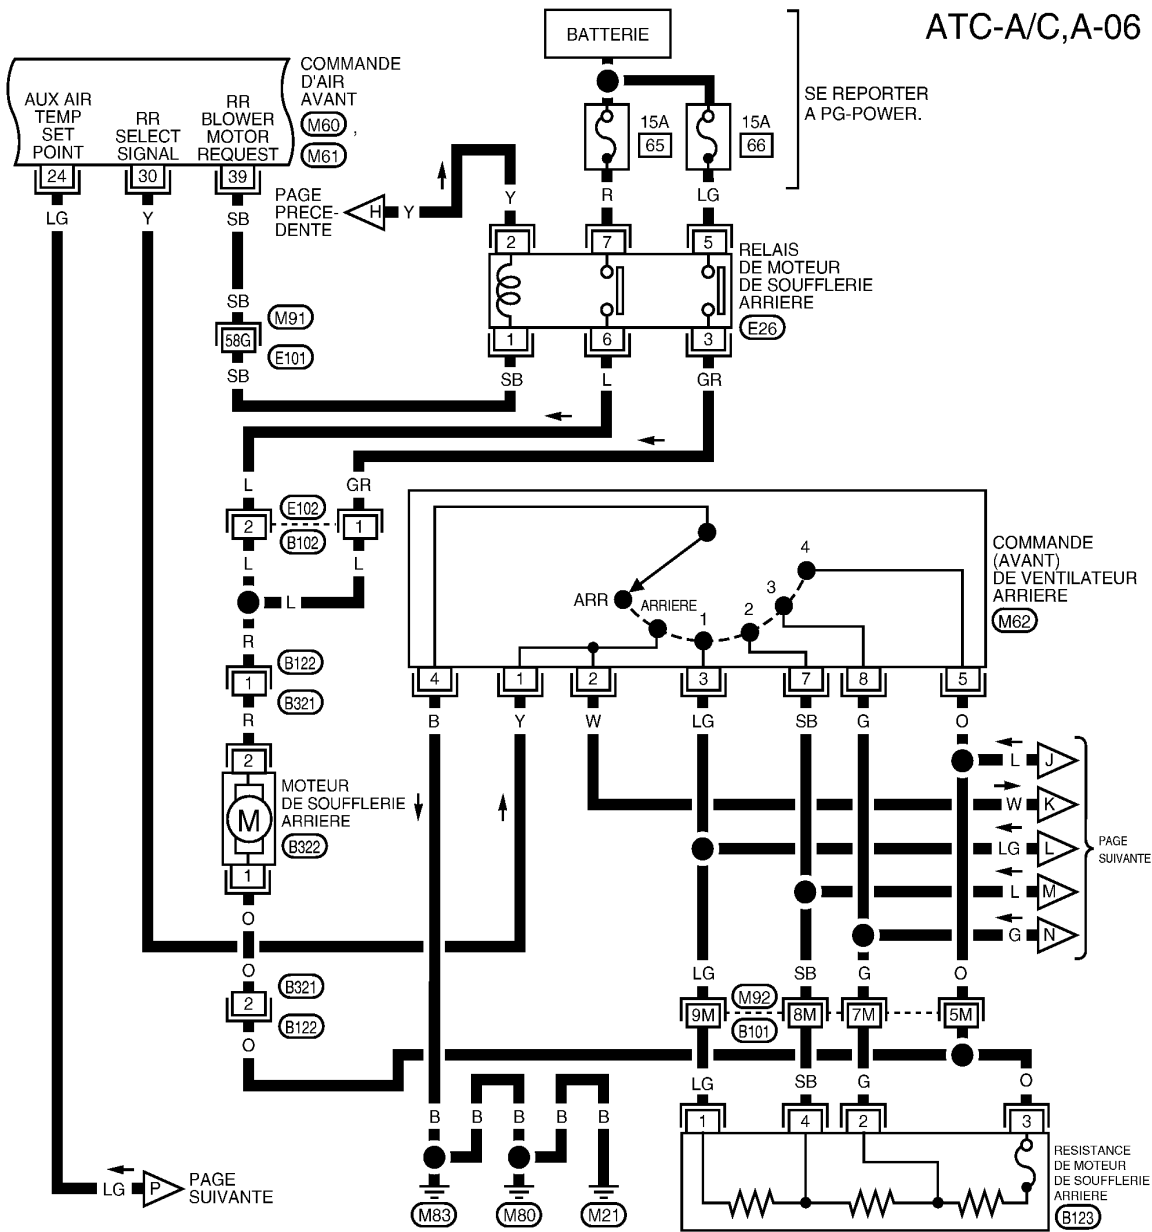 ATC-A/C,A-06
BATTERIE
SE REPORTER
A PG-POWER.
15A
65
15A
66
COMMANDE
D'AIR
AVANT
M60 ,
M61
AUX AIR
TEMP
SET
POINT
RR
SELECT
SIGNAL
RR
BLOWER
MOTOR
REQUEST
24
30
39
LG
Y
SB
PAGE
PRECE-
DENTE
H
Y
Y
R
LG
2
7
5
RELAIS
DE MOTEUR
DE SOUFFLERIE
ARRIERE
E26
1
6
3
SB
L
GR
SB
58G
SB
M91
E101
L
GR
2
E102
B102
1
L
L
L
R
1
B122
B321
R
2
M
1
MOTEUR
DE SOUFFLERIE
ARRIERE
B322
O
O
2
B321
B122
O
COMMANDE
(AVANT)
DE VENTILATEUR
ARRIERE
M62
ARR
ARRIERE
1
2
3
4
4
1
2
3
7
8
5
B
Y
W
LG
SB
G
O
L
J
W
K
LG
L
L
M
G
N
PAGE
SUIVANTE
LG
SB
G
O
9M
M92
B101
8M
7M
5M
LG
SB
G
O
1
4
2
3
RESISTANCE
DE MOTEUR
DE SOUFFLERIE
ARRIERE
B123
B
B
B
B
B
M83
M80
M21
LG
P
PAGE
SUIVANTE